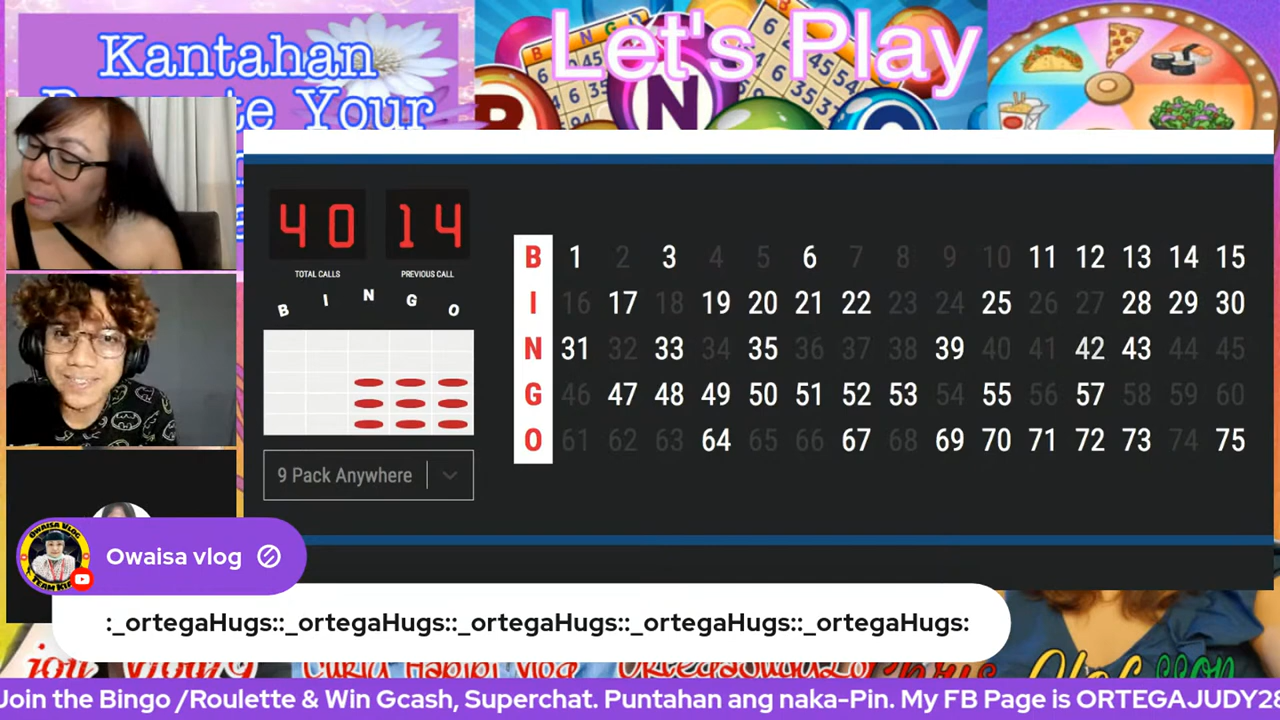 Kantahan
Let's Play
te Your
N
40 14
TOTAL CALLS PREVIOUS CALL
B I N G O
9 Pack Anywhere
B 1 2 3 4 5 6 7 8 9 10 11 12 13 14 15
I 16 17 18 19 20 21 22 23 24 25 26 27 28 29 30
N 31 32 33 34 35 36 37 38 39 40 41 42 43 44 45
G 46 47 48 49 50 51 52 53 54 55 56 57 58 59 60
O 61 62 63 64 65 66 67 68 69 70 71 72 73 74 75
OWAISA VLOG
Owaisa vlog
:_ortegaHugs::_ortegaHugs::_ortegaHugs::_ortegaHugs::_ortegaHugs:
Join the Bingo /Roulette & Win Gcash, Superchat. Puntahan ang naka-Pin. My FB Page is ORTEGAJUDY28